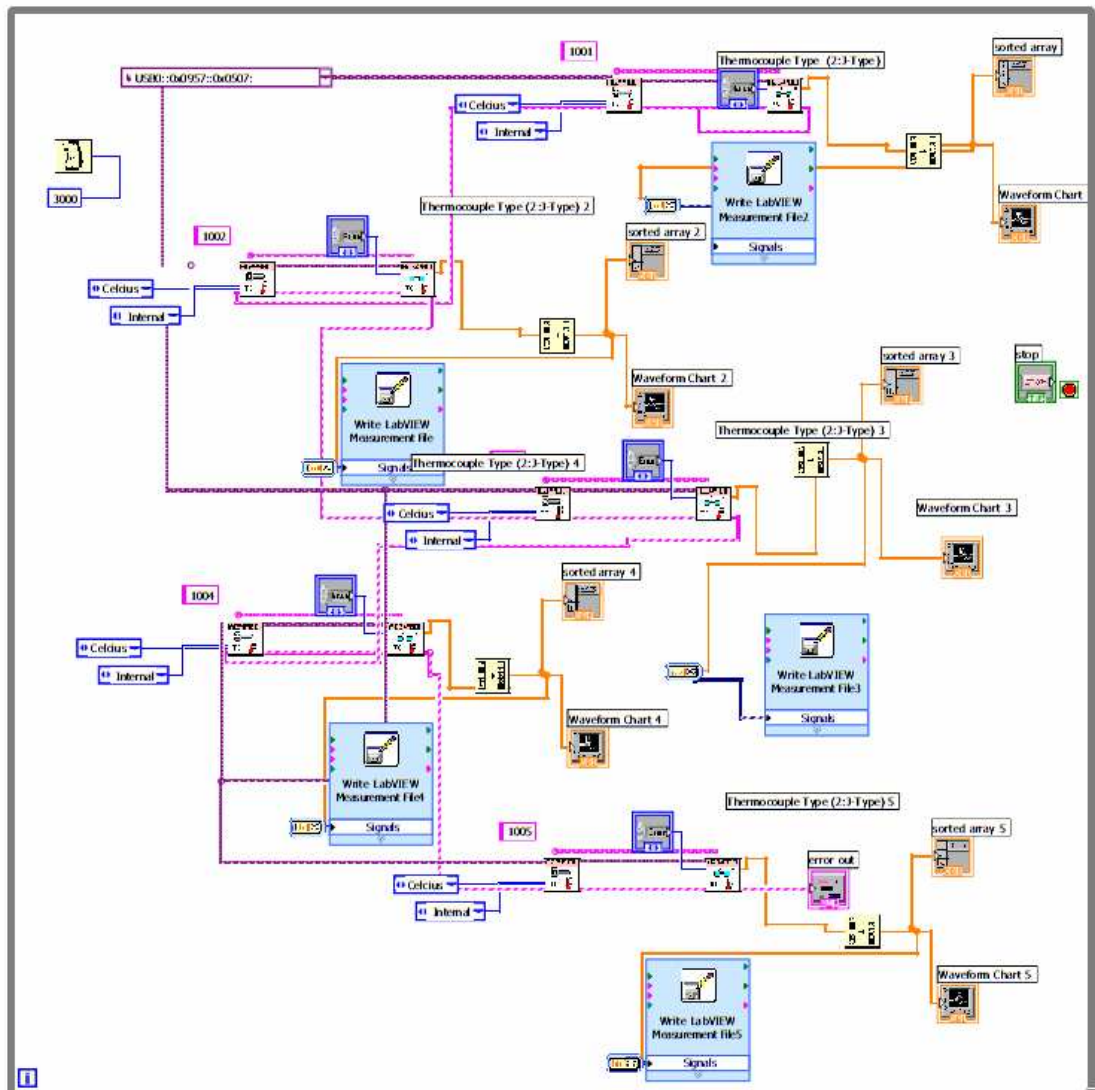 1001
sorted array
Thermocouple Type (2:J-Type)
USB0::0x0957::0x0507:
Celcius
Internal
3000
Write LabVIEW
Measurement File2
Signals
Waveform Chart
Thermocouple Type (2:J-Type) 2
1002
sorted array 2
Celcius
Internal
Waveform Chart 2
Write LabVIEW
Measurement File
Signals
sorted array 3
stop
Thermocouple Type (2:J-Type) 3
Thermocouple Type (2:J-Type) 4
Celcius
Internal
Waveform Chart 3
sorted array 4
1004
Celcius
Internal
Write LabVIEW
Measurement File3
Signals
Waveform Chart 4
Write LabVIEW
Measurement File4
Signals
Thermocouple Type (2:J-Type) 5
1005
sorted array 5
error out
Celcius
Internal
Waveform Chart 5
Write LabVIEW
Measurement File5
Signals
i